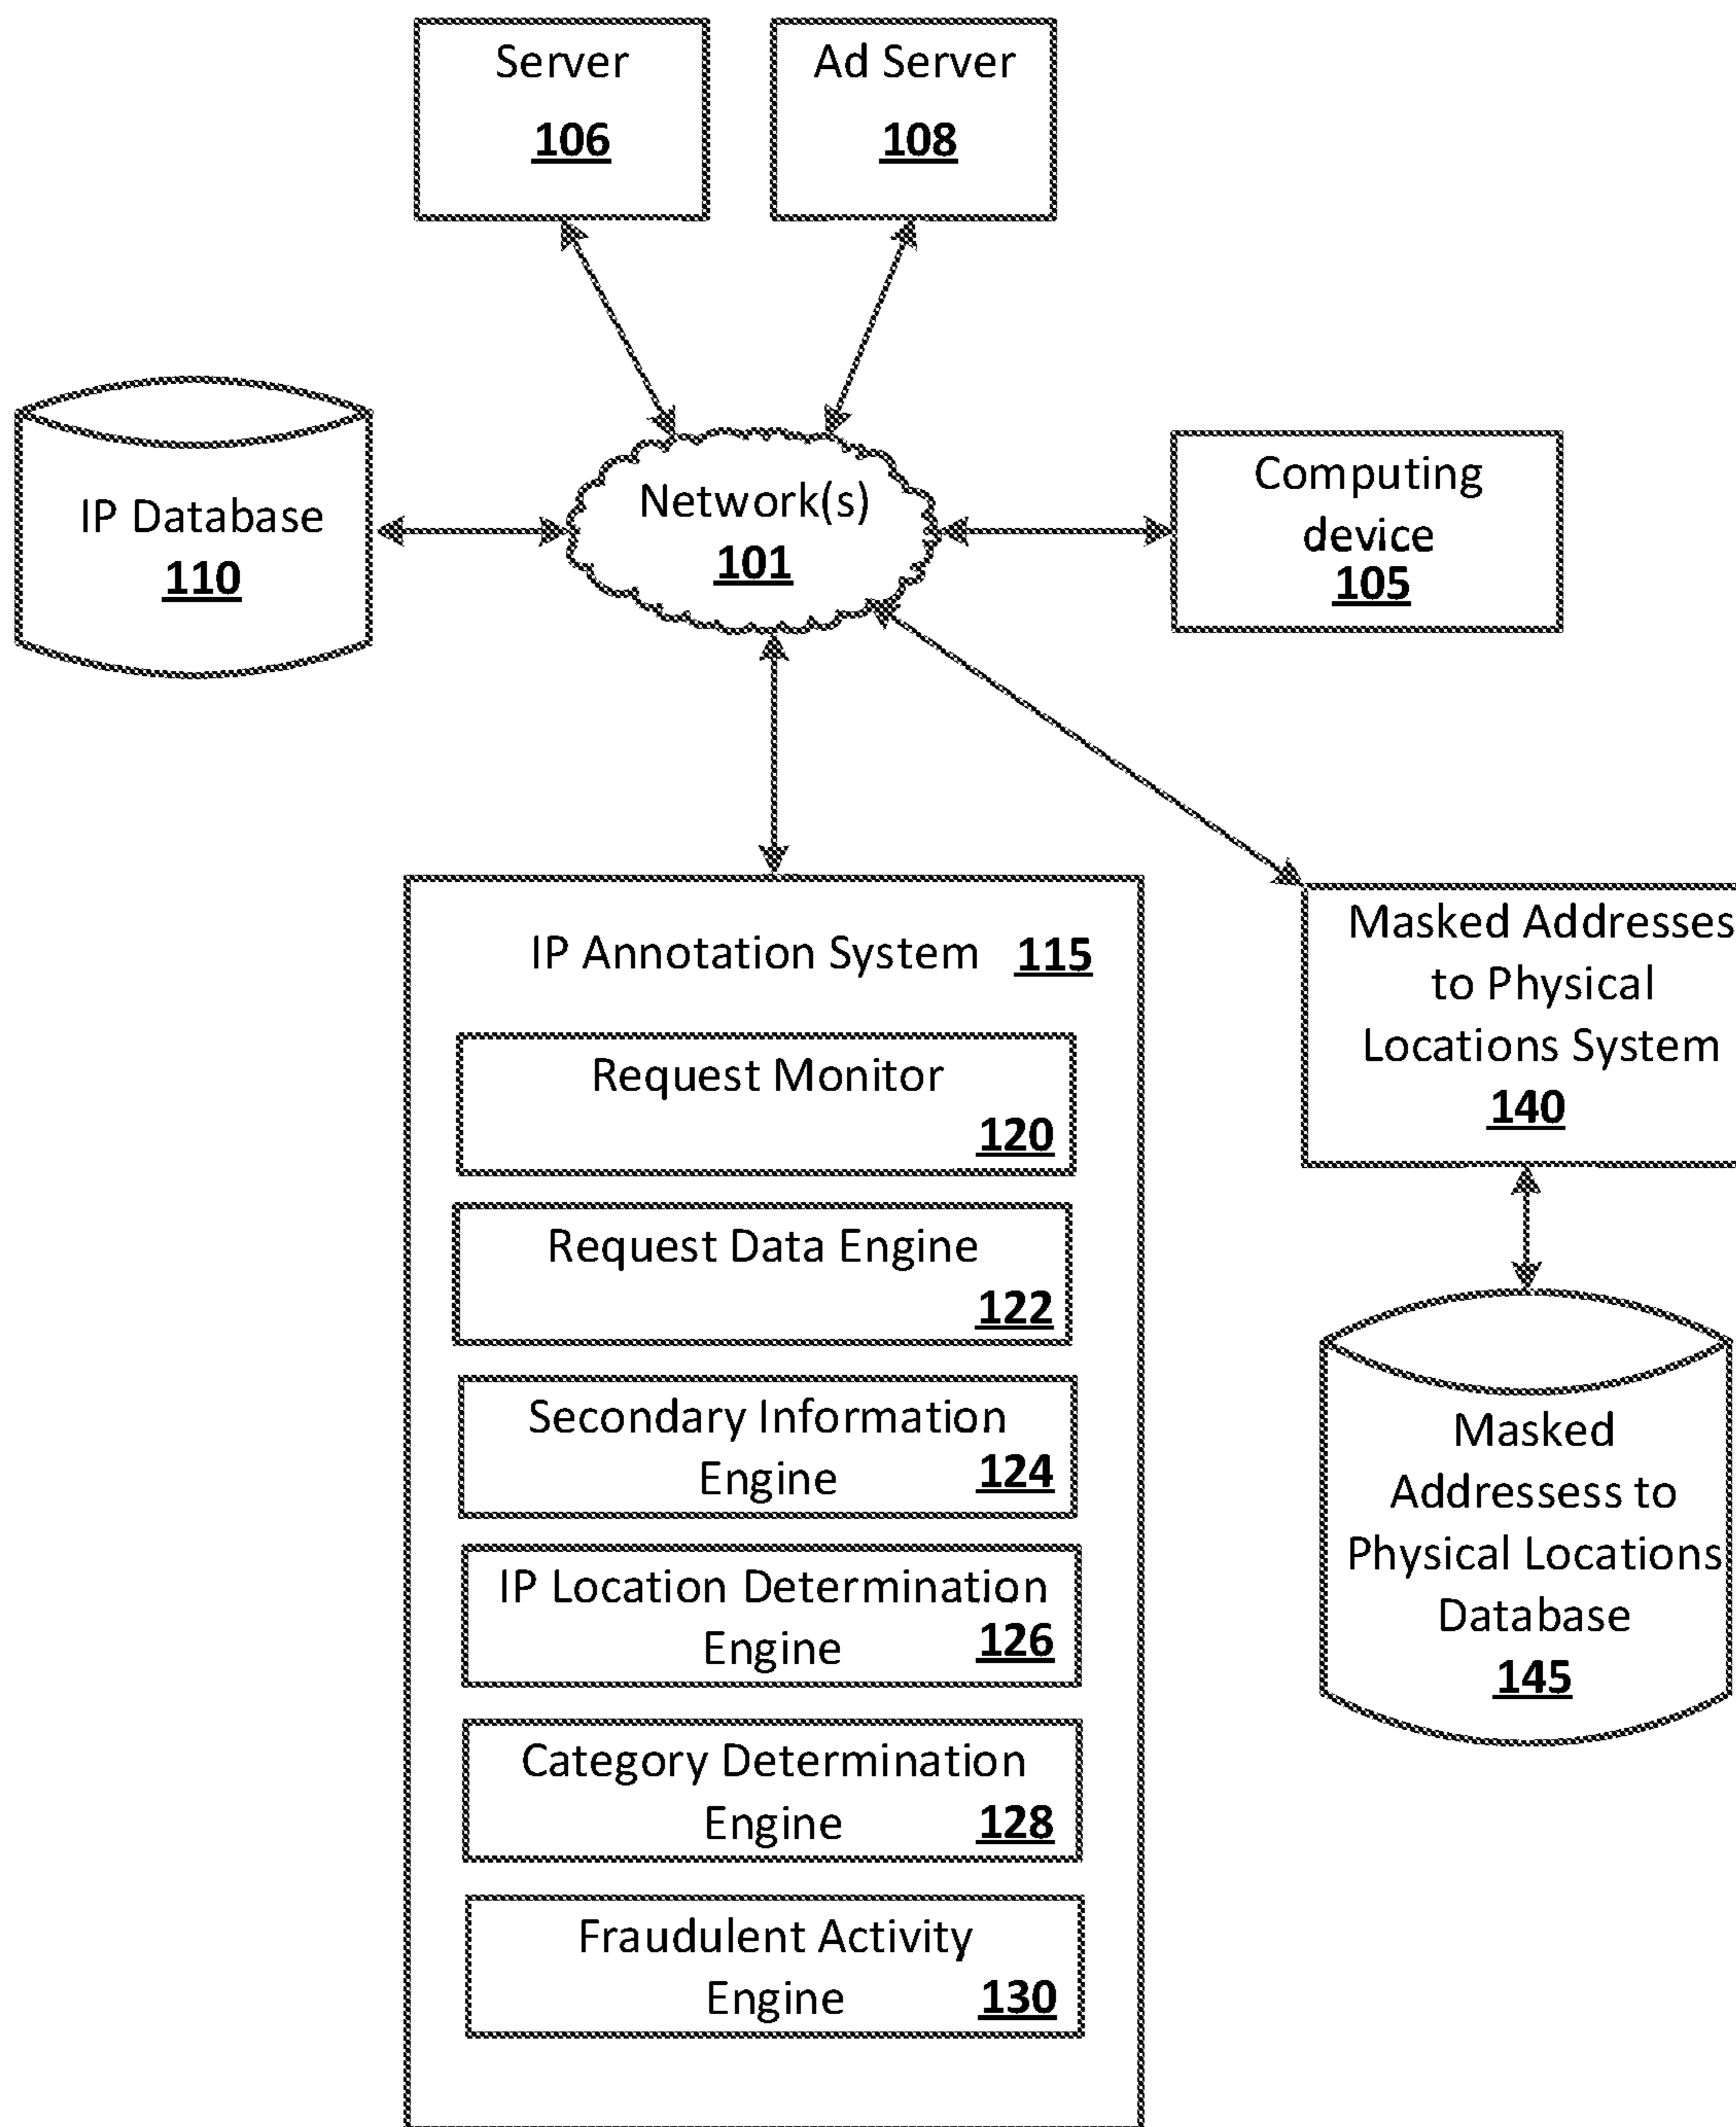 Server
106
Ad Server
108
IP Database
110
Network(s)
101
Computing
device
105
IP Annotation System 115
Request Monitor
120
Request Data Engine
122
Secondary Information
Engine 124
IP Location Determination
Engine 126
Category Determination
Engine 128
Fraudulent Activity
Engine 130
Masked Addresses
to Physical
Locations System
140
Masked
Addressess to
Physical Locations
Database
145